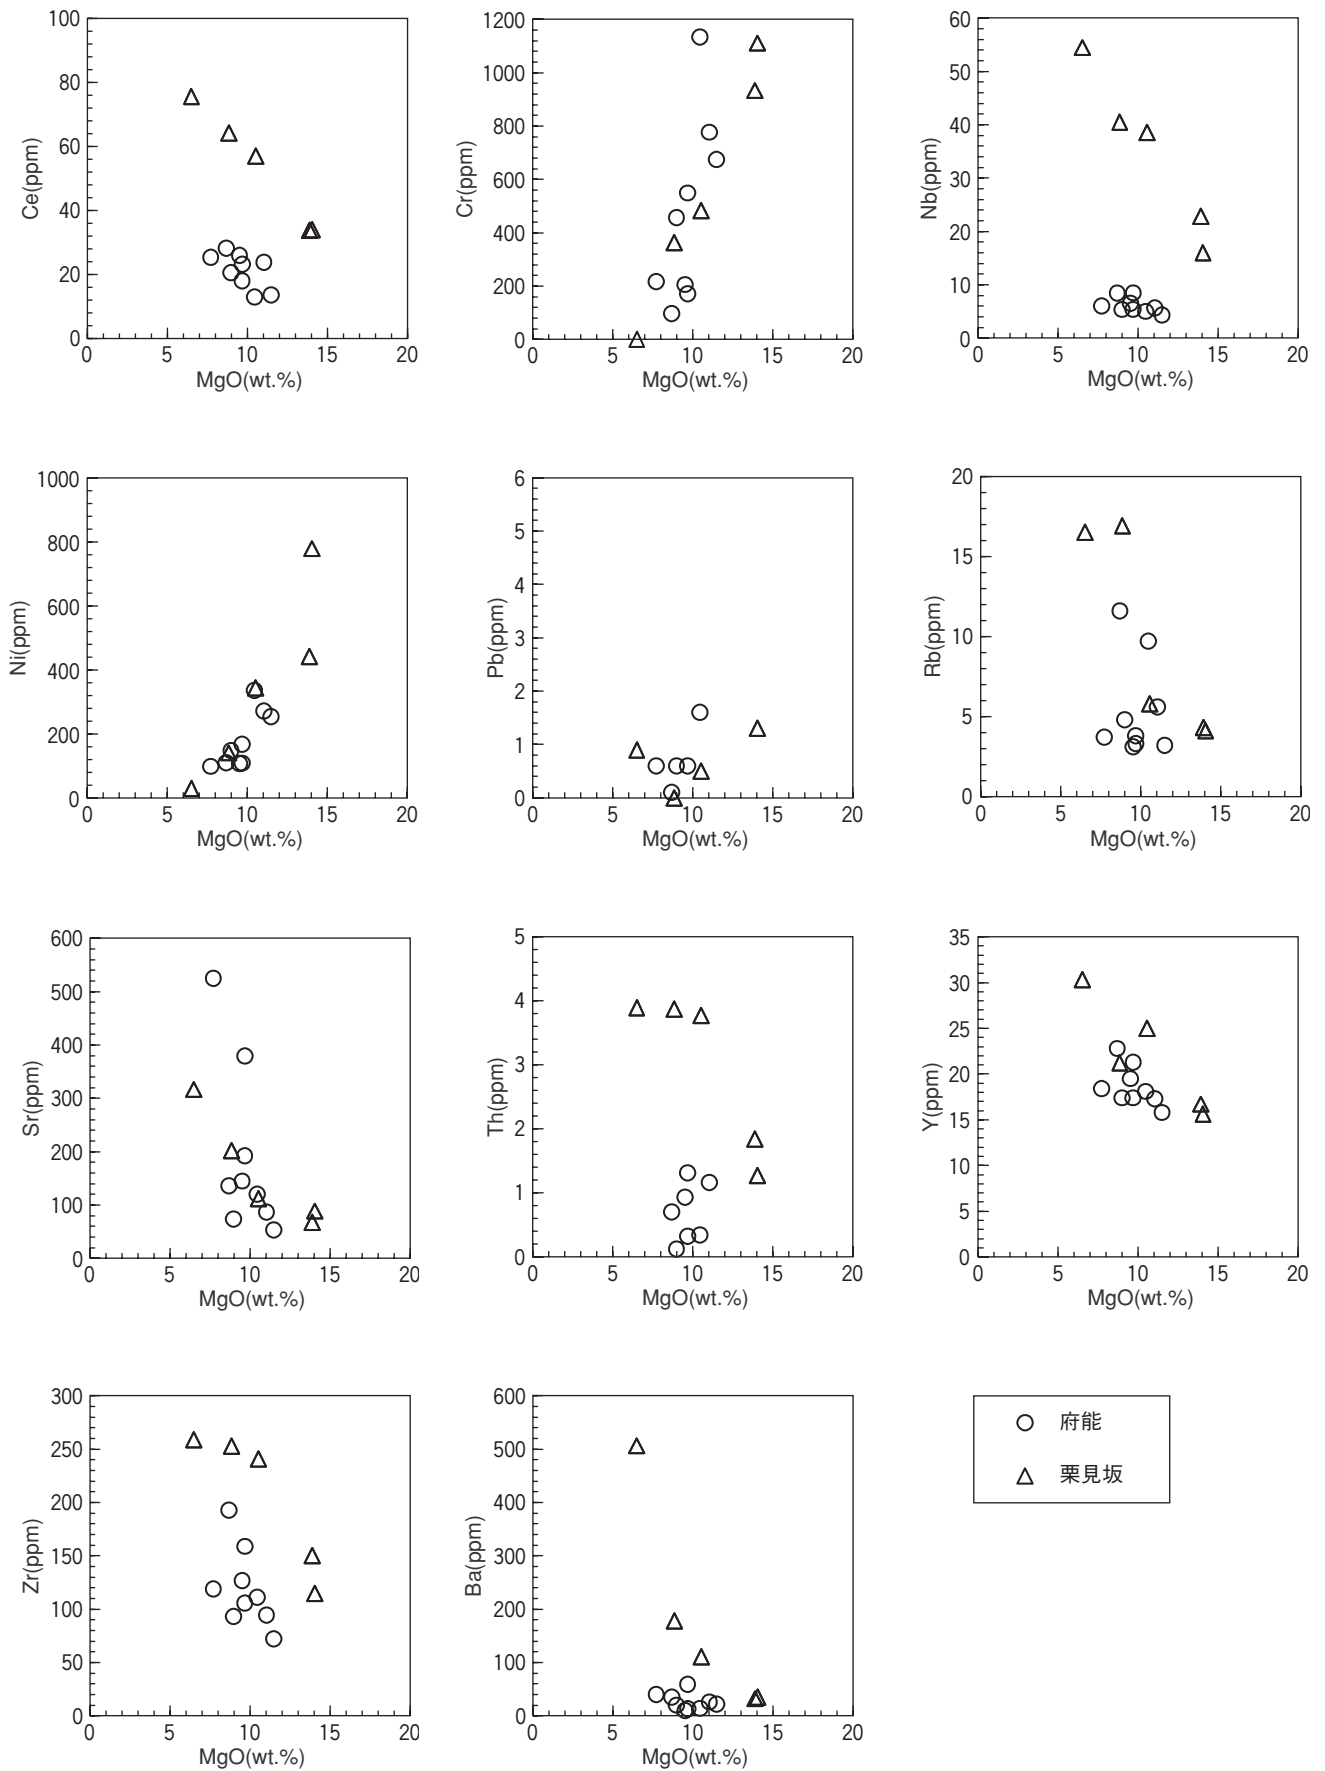 100
80
60
40
20
0
Ce(ppm)
0 5 10 15 20
MgO(wt.%)
1200
1000
800
600
400
200
0
Cr(ppm)
0 5 10 15 20
MgO(wt.%)
60
50
40
30
20
10
0
Nb(ppm)
0 5 10 15 20
MgO(wt.%)
1000
800
600
400
200
0
Ni(ppm)
0 5 10 15 20
MgO(wt.%)
6
5
4
3
2
1
0
Pb(ppm)
0 5 10 15 20
MgO(wt.%)
20
15
10
5
0
Rb(ppm)
0 5 10 15 20
MgO(wt.%)
600
500
400
300
200
100
0
Sr(ppm)
0 5 10 15 20
MgO(wt.%)
5
4
3
2
1
0
Th(ppm)
0 5 10 15 20
MgO(wt.%)
35
30
25
20
15
10
5
0
Y(ppm)
0 5 10 15 20
MgO(wt.%)
300
250
200
150
100
50
0
Zr(ppm)
0 5 10 15 20
MgO(wt.%)
600
500
400
300
200
100
0
Ba(ppm)
0 5 10 15 20
MgO(wt.%)
府能
栗見坂